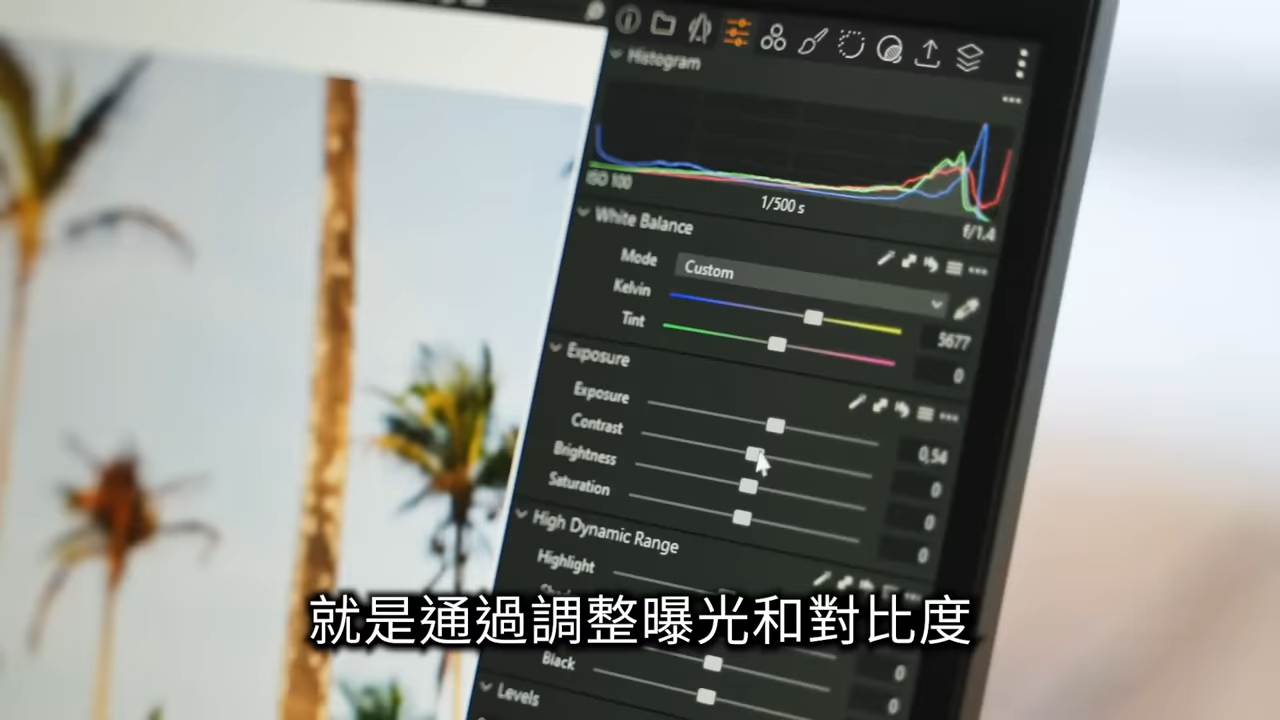 Histogram
ISO 100
1/500 s
f/1.4
White Balance
Mode
Custom
Kelvin
5677
Tint
0
Exposure
Exposure
0,54
Contrast
0
Brightness
0
Saturation
0
High Dynamic Range
Highlight
就是通過調整曝光和對比度
0
Black
0
Levels